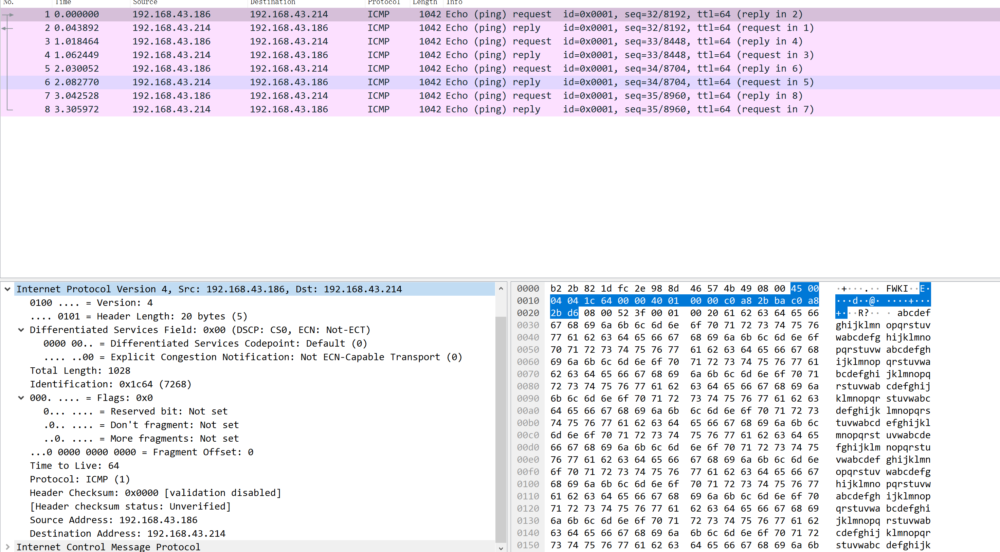 No. Time Source Destination Protocol Length Info
1 0.000000 192.168.43.186 192.168.43.214 ICMP 1042 Echo (ping) request id=0x0001, seq=32/8192, ttl=64 (reply in 2)
2 0.043892 192.168.43.214 192.168.43.186 ICMP 1042 Echo (ping) reply id=0x0001, seq=32/8192, ttl=64 (request in 1)
3 1.018464 192.168.43.186 192.168.43.214 ICMP 1042 Echo (ping) request id=0x0001, seq=33/8448, ttl=64 (reply in 4)
4 1.062449 192.168.43.214 192.168.43.186 ICMP 1042 Echo (ping) reply id=0x0001, seq=33/8448, ttl=64 (request in 3)
5 2.030052 192.168.43.186 192.168.43.214 ICMP 1042 Echo (ping) request id=0x0001, seq=34/8704, ttl=64 (reply in 6)
6 2.082770 192.168.43.214 192.168.43.186 ICMP 1042 Echo (ping) reply id=0x0001, seq=34/8704, ttl=64 (request in 5)
7 3.042528 192.168.43.186 192.168.43.214 ICMP 1042 Echo (ping) request id=0x0001, seq=35/8960, ttl=64 (reply in 8)
8 3.305972 192.168.43.214 192.168.43.186 ICMP 1042 Echo (ping) reply id=0x0001, seq=35/8960, ttl=64 (request in 7)
Internet Protocol Version 4, Src: 192.168.43.186, Dst: 192.168.43.214
0100 .... = Version: 4
.... 0101 = Header Length: 20 bytes (5)
Differentiated Services Field: 0x00 (DSCP: CS0, ECN: Not-ECT)
0000 00.. = Differentiated Services Codepoint: Default (0)
.... ..00 = Explicit Congestion Notification: Not ECN-Capable Transport (0)
Total Length: 1028
Identification: 0x1c64 (7268)
000. .... = Flags: 0x0
0... .... = Reserved bit: Not set
.0.. .... = Don't fragment: Not set
..0. .... = More fragments: Not set
...0 0000 0000 0000 = Fragment Offset: 0
Time to Live: 64
Protocol: ICMP (1)
Header Checksum: 0x0000 [validation disabled]
[Header checksum status: Unverified]
Source Address: 192.168.43.186
Destination Address: 192.168.43.214
Internet Control Message Protocol
0000 b2 2b 82 1d fc 2e 98 8d 46 57 4b 49 08 00 45 00 ·+···.·· FWKI··E·
0010 04 04 1c 64 00 00 40 01 00 00 c0 a8 2b ba c0 a8 ···d··@· ····+···
0020 2b d6 08 00 52 3f 00 01 00 20 61 62 63 64 65 66 +···R?·· · abcdef
0030 67 68 69 6a 6b 6c 6d 6e 6f 70 71 72 73 74 75 76 ghijklmn opqrstuv
0040 77 61 62 63 64 65 66 67 68 69 6a 6b 6c 6d 6e 6f wabcdefg hijklmno
0050 70 71 72 73 74 75 76 77 61 62 63 64 65 66 67 68 pqrstuvw abcdefgh
0060 69 6a 6b 6c 6d 6e 6f 70 71 72 73 74 75 76 77 61 ijklmnop qrstuvwa
0070 62 63 64 65 66 67 68 69 6a 6b 6c 6d 6e 6f 70 71 bcdefghi jklmnopq
0080 72 73 74 75 76 77 61 62 63 64 65 66 67 68 69 6a rstuvwab cdefghij
0090 6b 6c 6d 6e 6f 70 71 72 73 74 75 76 77 61 62 63 klmnopqr stuvwabc
00a0 64 65 66 67 68 69 6a 6b 6c 6d 6e 6f 70 71 72 73 defghijk lmnopqrs
00b0 74 75 76 77 61 62 63 64 65 66 67 68 69 6a 6b 6c tuvwabcd efghijkl
00c0 6d 6e 6f 70 71 72 73 74 75 76 77 61 62 63 64 65 mnopqrst uvwabcde
00d0 66 67 68 69 6a 6b 6c 6d 6e 6f 70 71 72 73 74 75 fghijklm nopqrstu
00e0 76 77 61 62 63 64 65 66 67 68 69 6a 6b 6c 6d 6e vwabcdef ghijklmn
00f0 6f 70 71 72 73 74 75 76 77 61 62 63 64 65 66 67 opqrstuv wabcdefg
0100 68 69 6a 6b 6c 6d 6e 6f 70 71 72 73 74 75 76 77 hijklmno pqrstuvw
0110 61 62 63 64 65 66 67 68 69 6a 6b 6c 6d 6e 6f 70 abcdefgh ijklmnop
0120 71 72 73 74 75 76 77 61 62 63 64 65 66 67 68 69 qrstuvwa bcdefghi
0130 6a 6b 6c 6d 6e 6f 70 71 72 73 74 75 76 77 61 62 jklmnopq rstuvwab
0140 63 64 65 66 67 68 69 6a 6b 6c 6d 6e 6f 70 71 72 cdefghij klmnopqr
0150 73 74 75 76 77 61 62 63 64 65 66 67 68 69 6a 6b stuvwabc defghijk